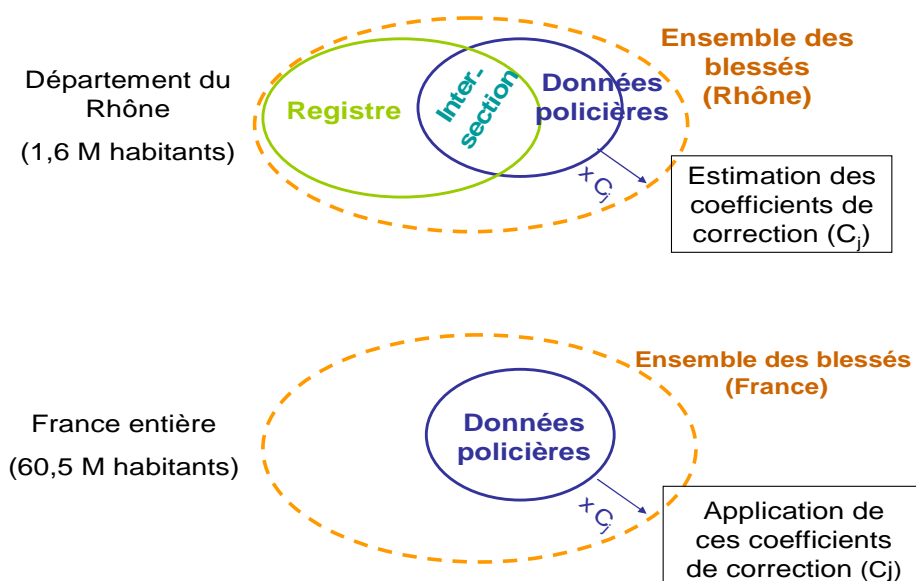 Département du
Rhône
(1,6 M habitants)
Registre
Inter-
section
Données
policières
Ensemble des
blessés
(Rhône)
x Cj
Estimation des
coefficients de
correction (Cj)
France entière
(60,5 M habitants)
Données
policières
Ensemble des blessés
(France)
x Cj
Application de
ces coefficients
de correction (Cj)